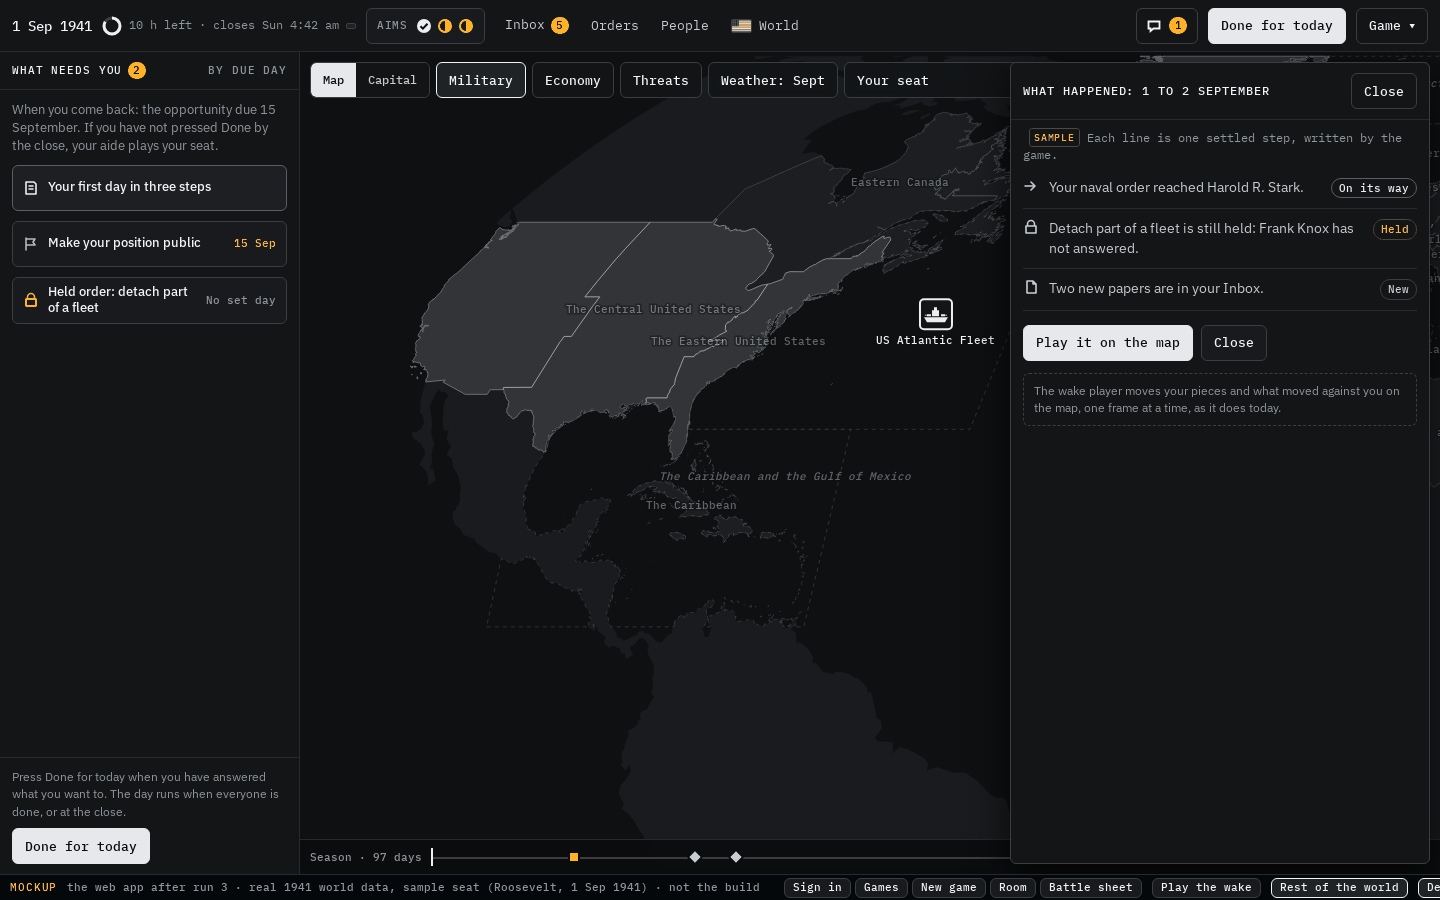 1 Sep 1941 10 h left · closes Sun 4:42 am
AIMS
Inbox 5 Orders People World
1 Done for today Game ▾
WHAT NEEDS YOU 2 BY DUE DAY
When you come back: the opportunity due 15
September. If you have not pressed Done by
the close, your aide plays your seat.
Your first day in three steps
Make your position public 15 Sep
Held order: detach part
of a fleet
No set day
Press Done for today when you have answered
what you want to. The day runs when everyone is
done, or at the close.
Done for today
Map Capital Military Economy Threats Weather: Sept Your seat
Eastern Canada
The Central United States
The Eastern United States
US Atlantic Fleet
The Caribbean and the Gulf of Mexico
The Caribbean
Season · 97 days
WHAT HAPPENED: 1 TO 2 SEPTEMBER Close
SAMPLE Each line is one settled step, written by the
game.
Your naval order reached Harold R. Stark. On its way
Detach part of a fleet is still held: Frank Knox has
not answered.
Held
Two new papers are in your Inbox. New
Play it on the map Close
The wake player moves your pieces and what moved against you on
the map, one frame at a time, as it does today.
MOCKUP the web app after run 3 · real 1941 world data, sample seat (Roosevelt, 1 Sep 1941) · not the build
Sign in Games New game Room Battle sheet Play the wake Rest of the world De